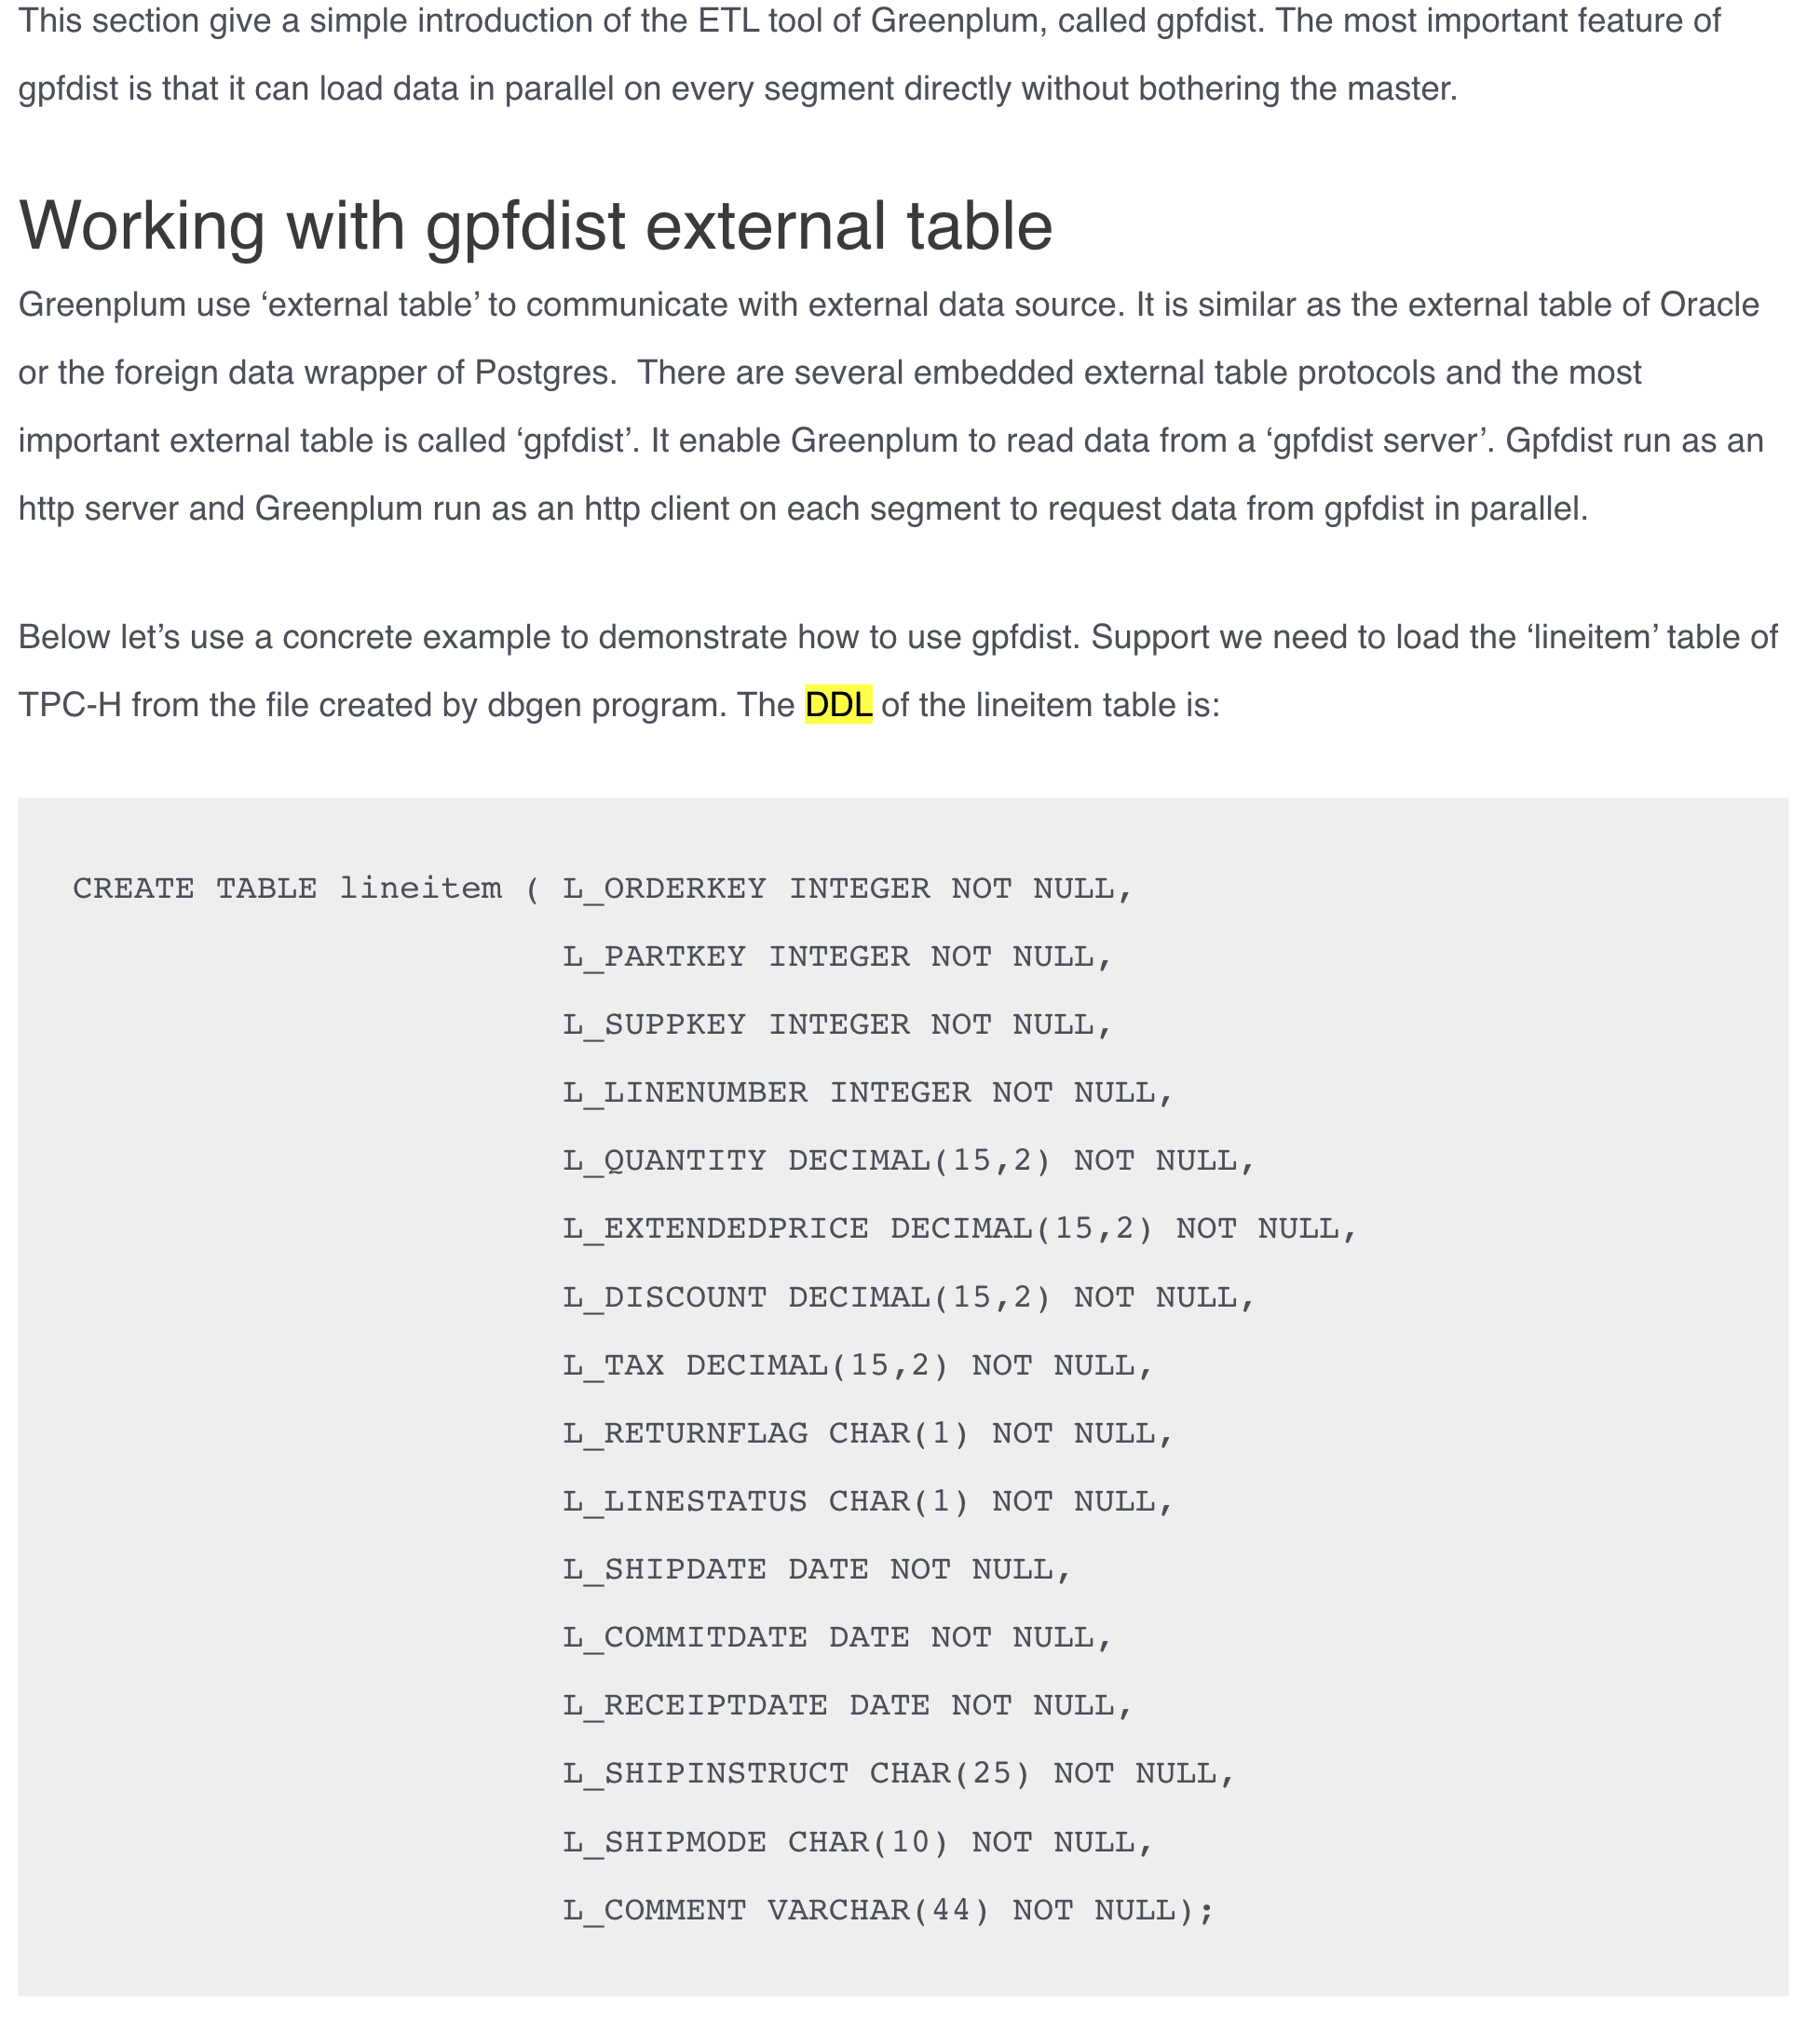 This section give a simple introduction of the ETL tool of Greenplum, called gpfdist. The most important feature of
gpfdist is that it can load data in parallel on every segment directly without bothering the master.
Working with gpfdist external table
Greenplum use ‘external table’ to communicate with external data source. It is similar as the external table of Oracle
or the foreign data wrapper of Postgres.  There are several embedded external table protocols and the most
important external table is called ‘gpfdist’. It enable Greenplum to read data from a ‘gpfdist server’. Gpfdist run as an
http server and Greenplum run as an http client on each segment to request data from gpfdist in parallel.
Below let’s use a concrete example to demonstrate how to use gpfdist. Support we need to load the ‘lineitem’ table of
TPC-H from the file created by dbgen program. The DDL of the lineitem table is:
CREATE TABLE lineitem ( L_ORDERKEY INTEGER NOT NULL,
L_PARTKEY INTEGER NOT NULL,
L_SUPPKEY INTEGER NOT NULL,
L_LINENUMBER INTEGER NOT NULL,
L_QUANTITY DECIMAL(15,2) NOT NULL,
L_EXTENDEDPRICE DECIMAL(15,2) NOT NULL,
L_DISCOUNT DECIMAL(15,2) NOT NULL,
L_TAX DECIMAL(15,2) NOT NULL,
L_RETURNFLAG CHAR(1) NOT NULL,
L_LINESTATUS CHAR(1) NOT NULL,
L_SHIPDATE DATE NOT NULL,
L_COMMITDATE DATE NOT NULL,
L_RECEIPTDATE DATE NOT NULL,
L_SHIPINSTRUCT CHAR(25) NOT NULL,
L_SHIPMODE CHAR(10) NOT NULL,
L_COMMENT VARCHAR(44) NOT NULL);